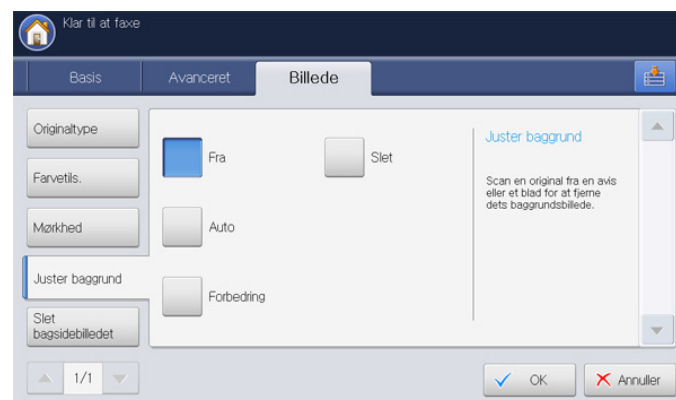 Klar til at faxe
Basis
Avanceret
Billede
Originaltype
Farvetils.
Mørkhed
Juster baggrund
Slet
bagsidebilledet
1/1
Fra
Slet
Auto
Forbedring
Juster baggrund
Scan en original fra en avis
eller et blad for at fjerne
dets baggrundsbillede.
OK
Annuller